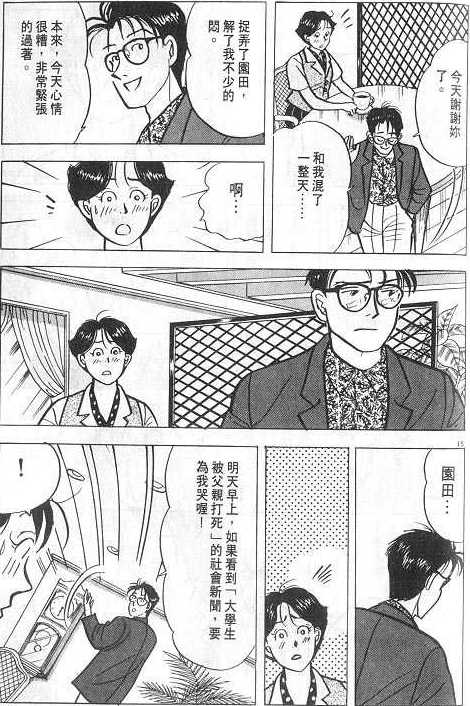 今天謝謝妳
了。
和我混了
一整天…
捉弄了園田，
解了我不少的
悶。
本來，今天心情
很糟，非常緊張
的過著。
啊…
15
園田…
明天早上，如果看到「大學生
被父親打死」的社會新聞，要
為我哭喔！
！